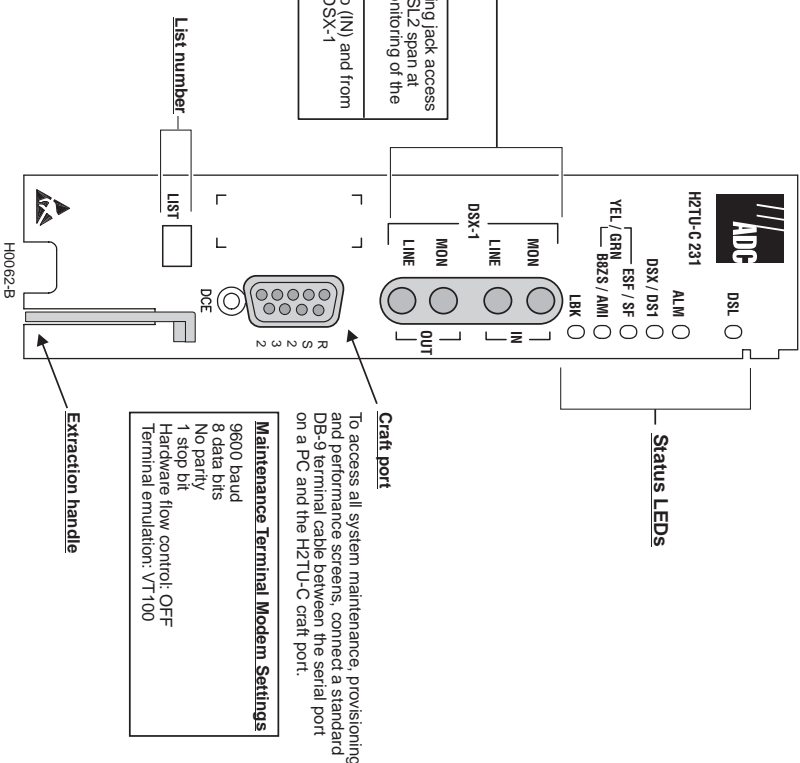 ing jack access
SL2 span at
nitoring of the
o (IN) and from
DSX-1
List number
ADC
H2TU-C 231
DSL
ALM
DSX / DS1
ESF / SF
YEL / GRN
B8ZS / AMI
LBK
Status LEDs
DSX-1
MON
LINE
IN
MON
LINE
OUT
R
S
2
3
2
DCE
LIST
H0062-B
Craft port
To access all system maintenance, provisioning
and performance screens, connect a standard
DB-9 terminal cable between the serial port
on a PC and the H2TU-C craft port.
Maintenance Terminal Modem Settings
9600 baud
8 data bits
No parity
1 stop bit
Hardware flow control: OFF
Terminal emulation: VT100
Extraction handle